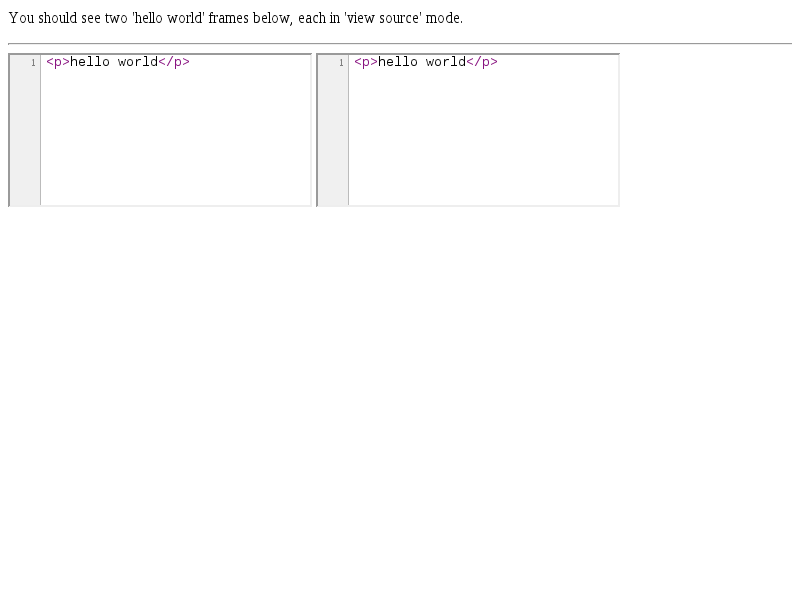 You should see two 'hello world' frames below, each in 'view source' mode.
1 <p>hello world</p>
1 <p>hello world</p>